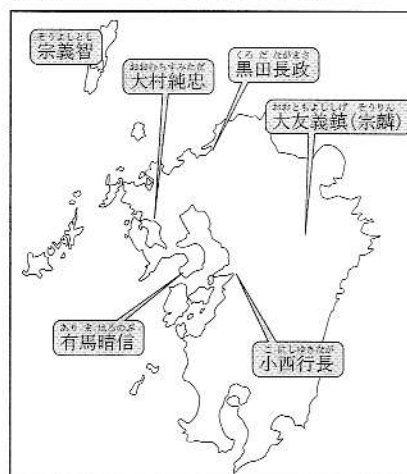 そうよしとし
宗義智
おおむらすみただ
大村純忠
くろだながまさ
黒田長政
おおともよししげ そうりん
大友義鎮(宗麟)
ありまはるのぶ
有馬晴信
こにしゆきなが
小西行長